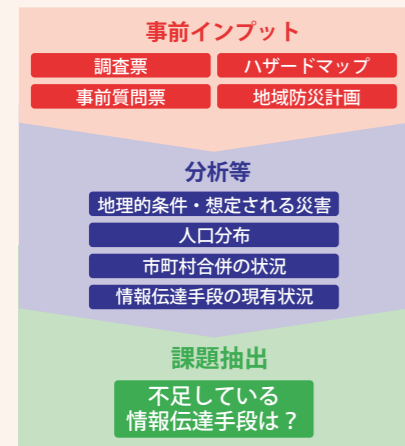 事前インプット
調査票
ハザードマップ
事前質問票
地域防災計画
分析等
地理的条件・想定される災害
人口分布
市町村合併の状況
情報伝達手段の現有状況
課題抽出
不足している
情報伝達手段は？